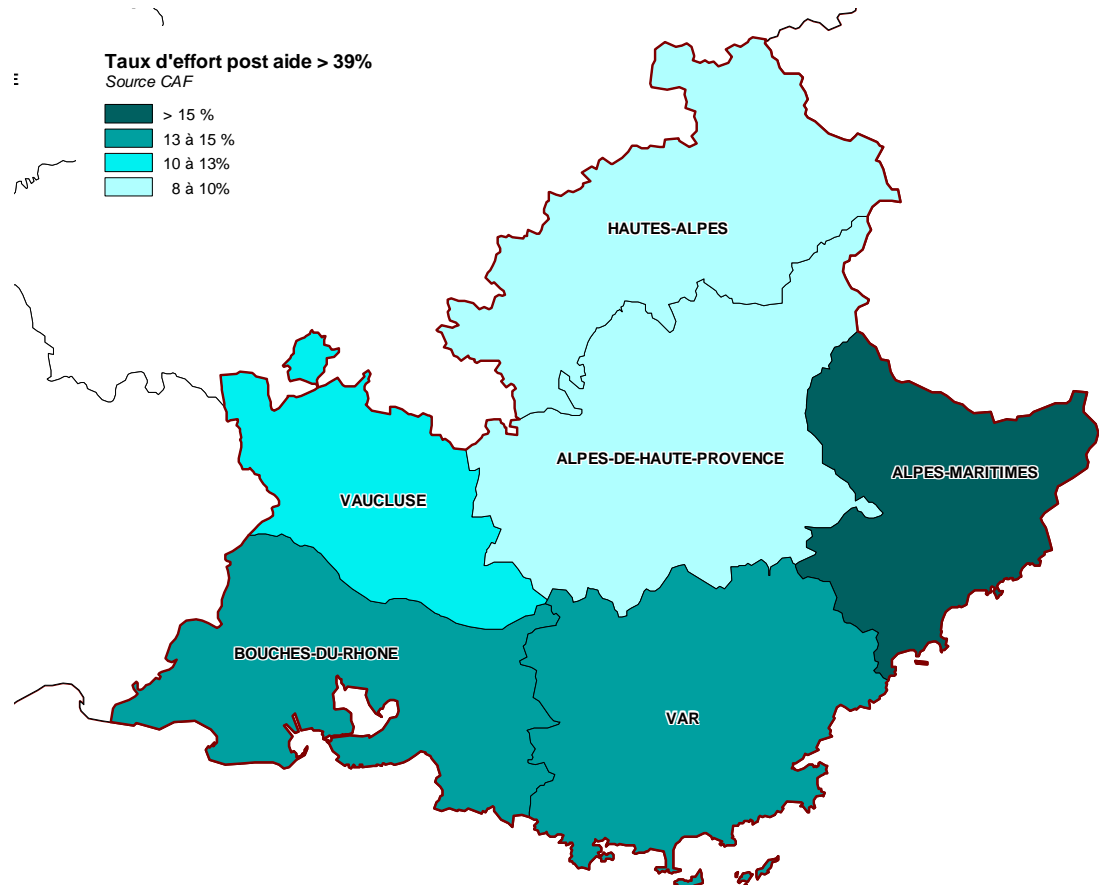 Taux d'effort post aide > 39%
Source CAF
E
> 15 %
13 à 15 %
10 à 13%
8 à 10%
HAUTES-ALPES
ALPES-DE-HAUTE-PROVENCE
ALPES-MARITIMES
VAUCLUSE
BOUCHES-DU-RHONE
VAR